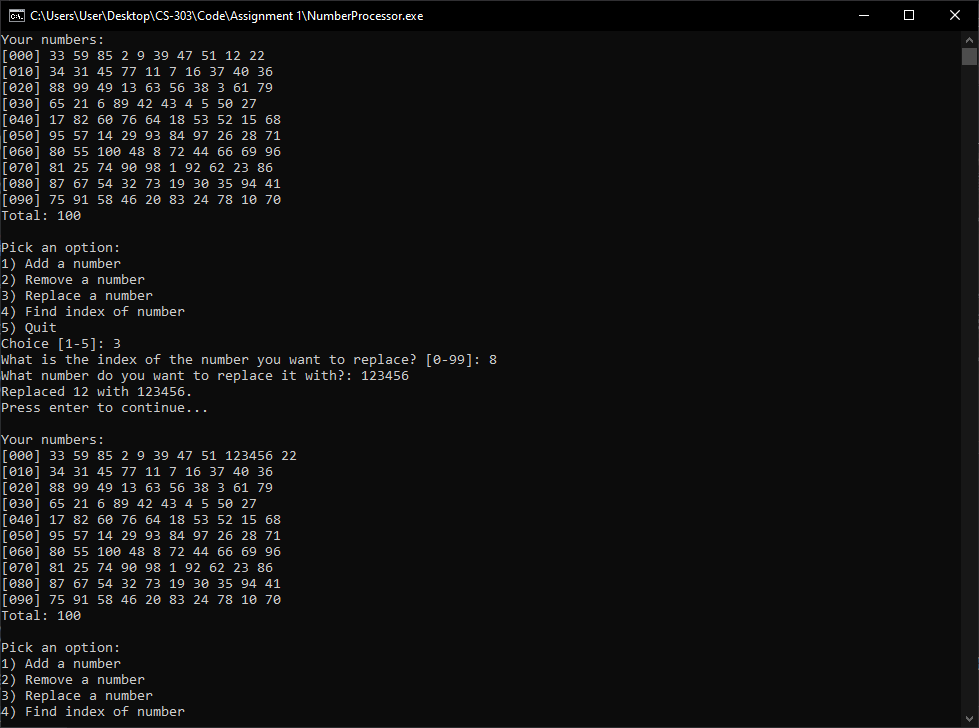 C:\Users\User\Desktop\CS-303\Code\Assignment 1\NumberProcessor.exe
Your numbers:
[000] 33 59 85 2 9 39 47 51 12 22
[010] 34 31 45 77 11 7 16 37 40 36
[020] 88 99 49 13 63 56 38 3 61 79
[030] 65 21 6 89 42 43 4 5 50 27
[040] 17 82 60 76 64 18 53 52 15 68
[050] 95 57 14 29 93 84 97 26 28 71
[060] 80 55 100 48 8 72 44 66 69 96
[070] 81 25 74 90 98 1 92 62 23 86
[080] 87 67 54 32 73 19 30 35 94 41
[090] 75 91 58 46 20 83 24 78 10 70
Total: 100

Pick an option:
1) Add a number
2) Remove a number
3) Replace a number
4) Find index of number
5) Quit
Choice [1-5]: 3
What is the index of the number you want to replace? [0-99]: 8
What number do you want to replace it with?: 123456
Replaced 12 with 123456.
Press enter to continue...

Your numbers:
[000] 33 59 85 2 9 39 47 51 123456 22
[010] 34 31 45 77 11 7 16 37 40 36
[020] 88 99 49 13 63 56 38 3 61 79
[030] 65 21 6 89 42 43 4 5 50 27
[040] 17 82 60 76 64 18 53 52 15 68
[050] 95 57 14 29 93 84 97 26 28 71
[060] 80 55 100 48 8 72 44 66 69 96
[070] 81 25 74 90 98 1 92 62 23 86
[080] 87 67 54 32 73 19 30 35 94 41
[090] 75 91 58 46 20 83 24 78 10 70
Total: 100

Pick an option:
1) Add a number
2) Remove a number
3) Replace a number
4) Find index of number